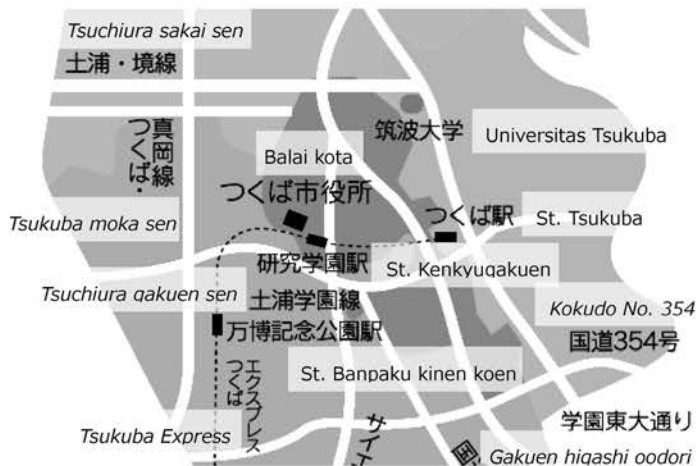 Tsuchiura sakai sen
土浦・境線
筑波大学
Universitas Tsukuba
真岡線
つくば・
Balai kota
つくば市役所
つくば駅
St. Tsukuba
Tsukuba moka sen
研究学園駅
St. Kenkyugakuen
Tsuchiura gakuen sen
土浦学園線
Kokudo No. 354
万博記念公園駅
国道354号
エクスプレス
つくば
St. Banpaku kinen koen
学園東大通り
Tsukuba Express
サイエ
国
Gakuen higashi oodori